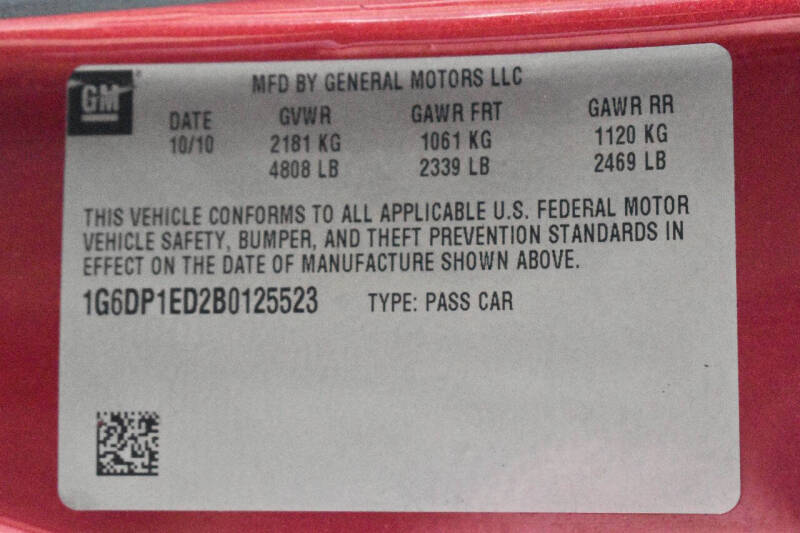 GM
MFD BY GENERAL MOTORS LLC
DATE GVWR GAWR FRT GAWR RR
10/10 2181 KG 1061 KG 1120 KG
4808 LB 2339 LB 2469 LB
THIS VEHICLE CONFORMS TO ALL APPLICABLE U.S. FEDERAL MOTOR
VEHICLE SAFETY, BUMPER, AND THEFT PREVENTION STANDARDS IN
EFFECT ON THE DATE OF MANUFACTURE SHOWN ABOVE.
1G6DP1ED2B0125523 TYPE: PASS CAR